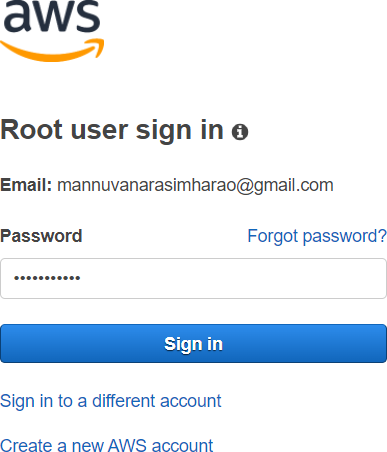 aws
Root user sign in
Email: mannuvanarasimharao@gmail.com
Password Forgot password?
•••••••••••
Sign in
Sign in to a different account
Create a new AWS account